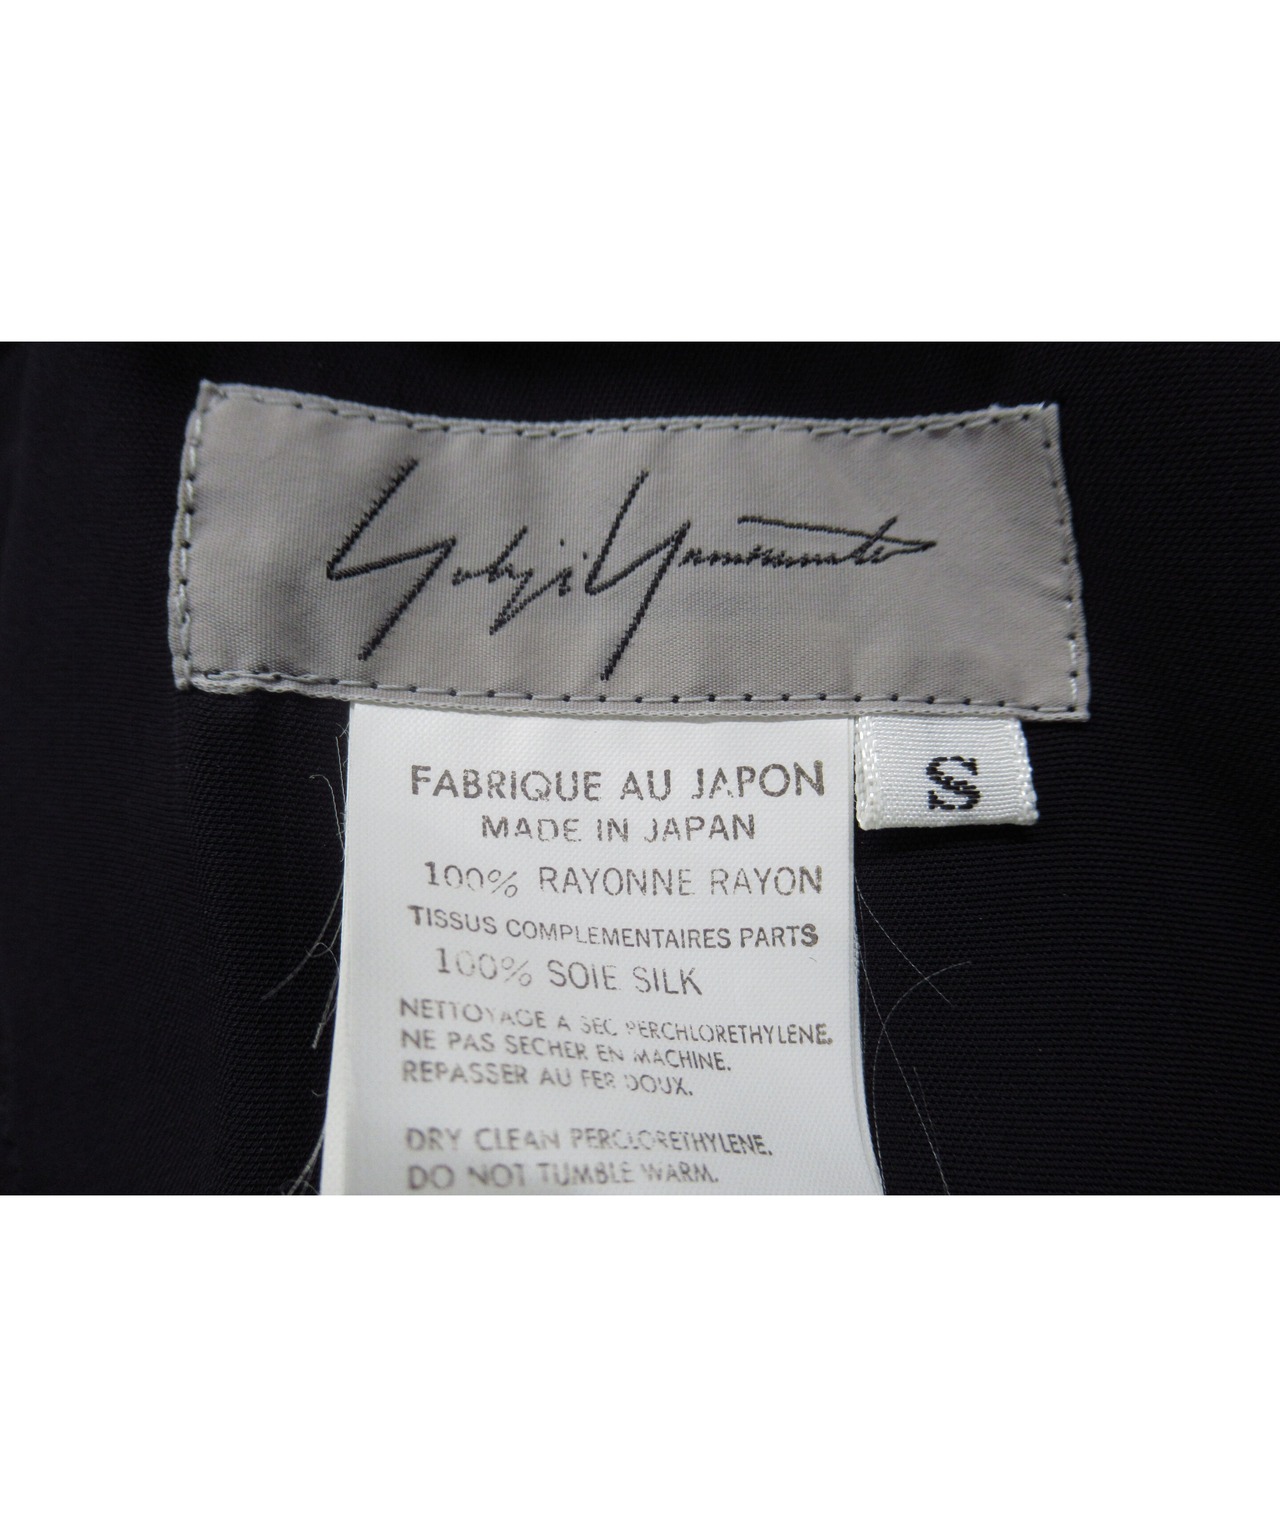 Yohji Yamamoto
S
FABRIQUE AU JAPON
MADE IN JAPAN
100% RAYONNE RAYON
TISSUS COMPLEMENTAIRES PARTS
100% SOIE SILK
NETTOYAGE A SEC PERCHLORETHYLENE.
NE PAS SECHER EN MACHINE.
REPASSER AU FER DOUX.
DRY CLEAN PERCLORETHYLENE.
DO NOT TUMBLE WARM.